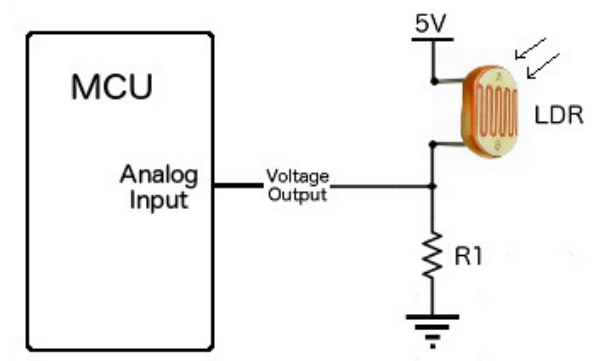 MCU
5V
LDR
Analog
Input
Voltage
Output
R1